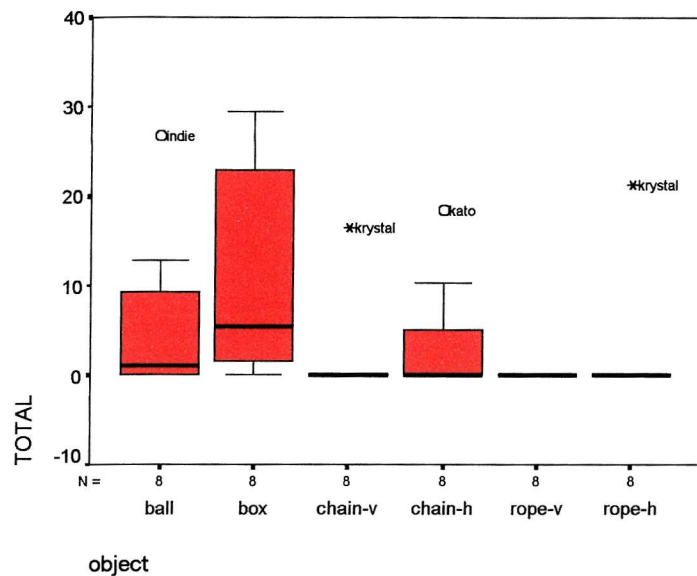 40
30
Oindie
20
*krystal
Okato
*krystal
10
0
-10
TOTAL
N = 8 8 8 8 8 8
ball box chain-v chain-h rope-v rope-h
object